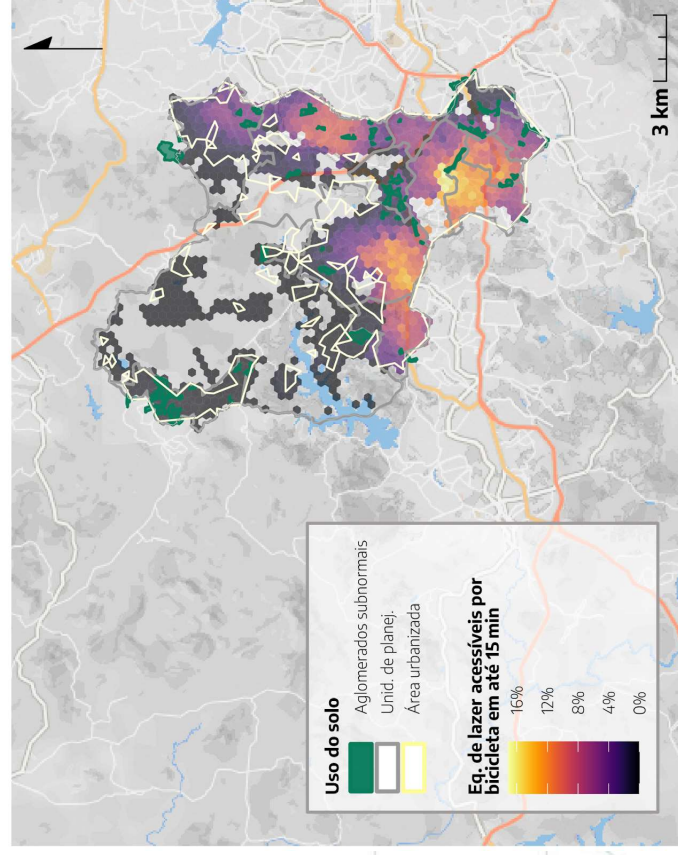 Uso do solo
Aglomerados subnormais
Unid. de planej.
Área urbanizada
Eq. de lazer acessíveis por
bicicleta em até 15 min
16%
12%
8%
4%
0%
3 km